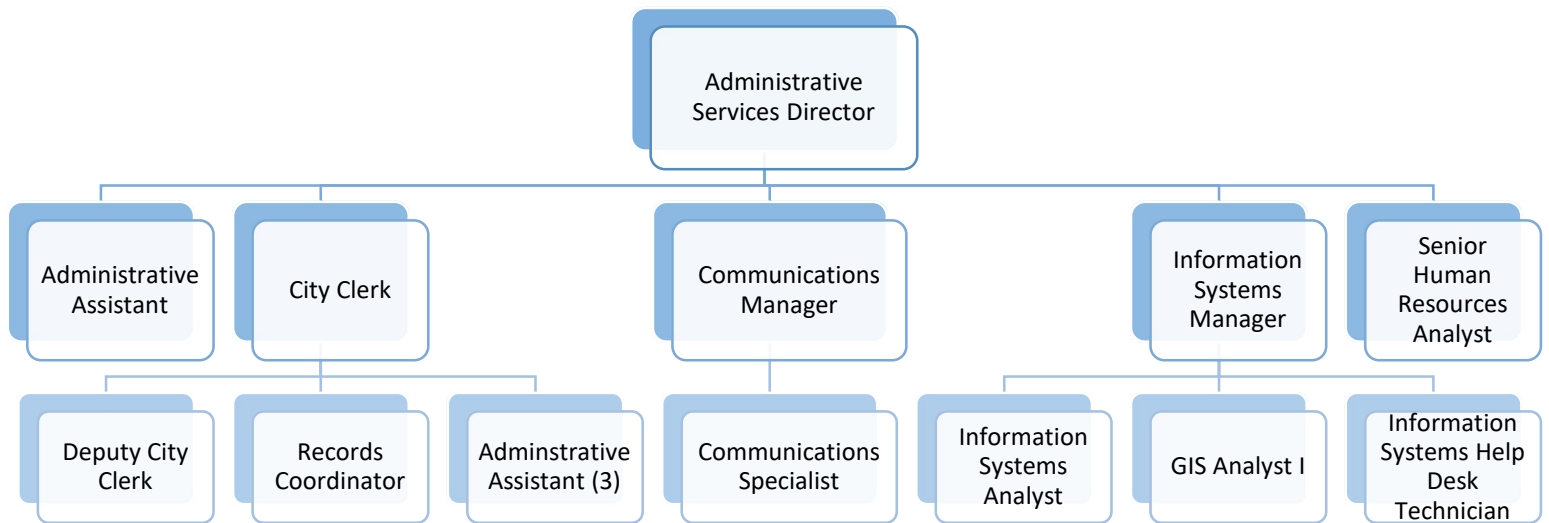 Administrative
Services Director
Administrative
Assistant
City Clerk
Communications
Manager
Information
Systems
Manager
Senior
Human
Resources
Analyst
Deputy City
Clerk
Records
Coordinator
Adminstrative
Assistant (3)
Communications
Specialist
Information
Systems
Analyst
GIS Analyst I
Information
Systems Help
Desk
Technician